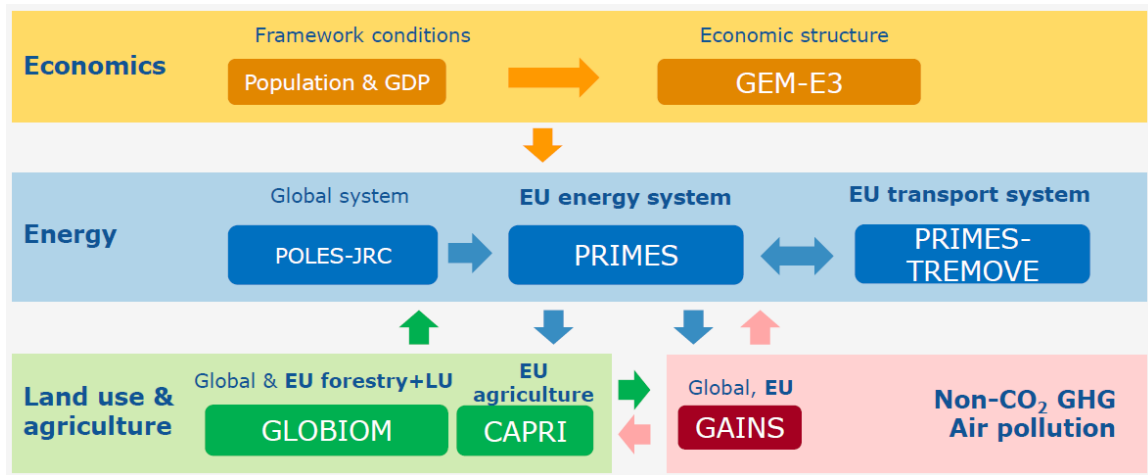 Economics
Framework conditions
Population & GDP
Economic structure
GEM-E3
Energy
Global system
POLES-JRC
EU energy system
PRIMES
EU transport system
PRIMES-
TREMOVE
Land use &
agriculture
Global & EU forestry+LU
GLOBIOM
EU
agriculture
CAPRI
Global, EU
GAINS
Non-CO₂ GHG
Air pollution